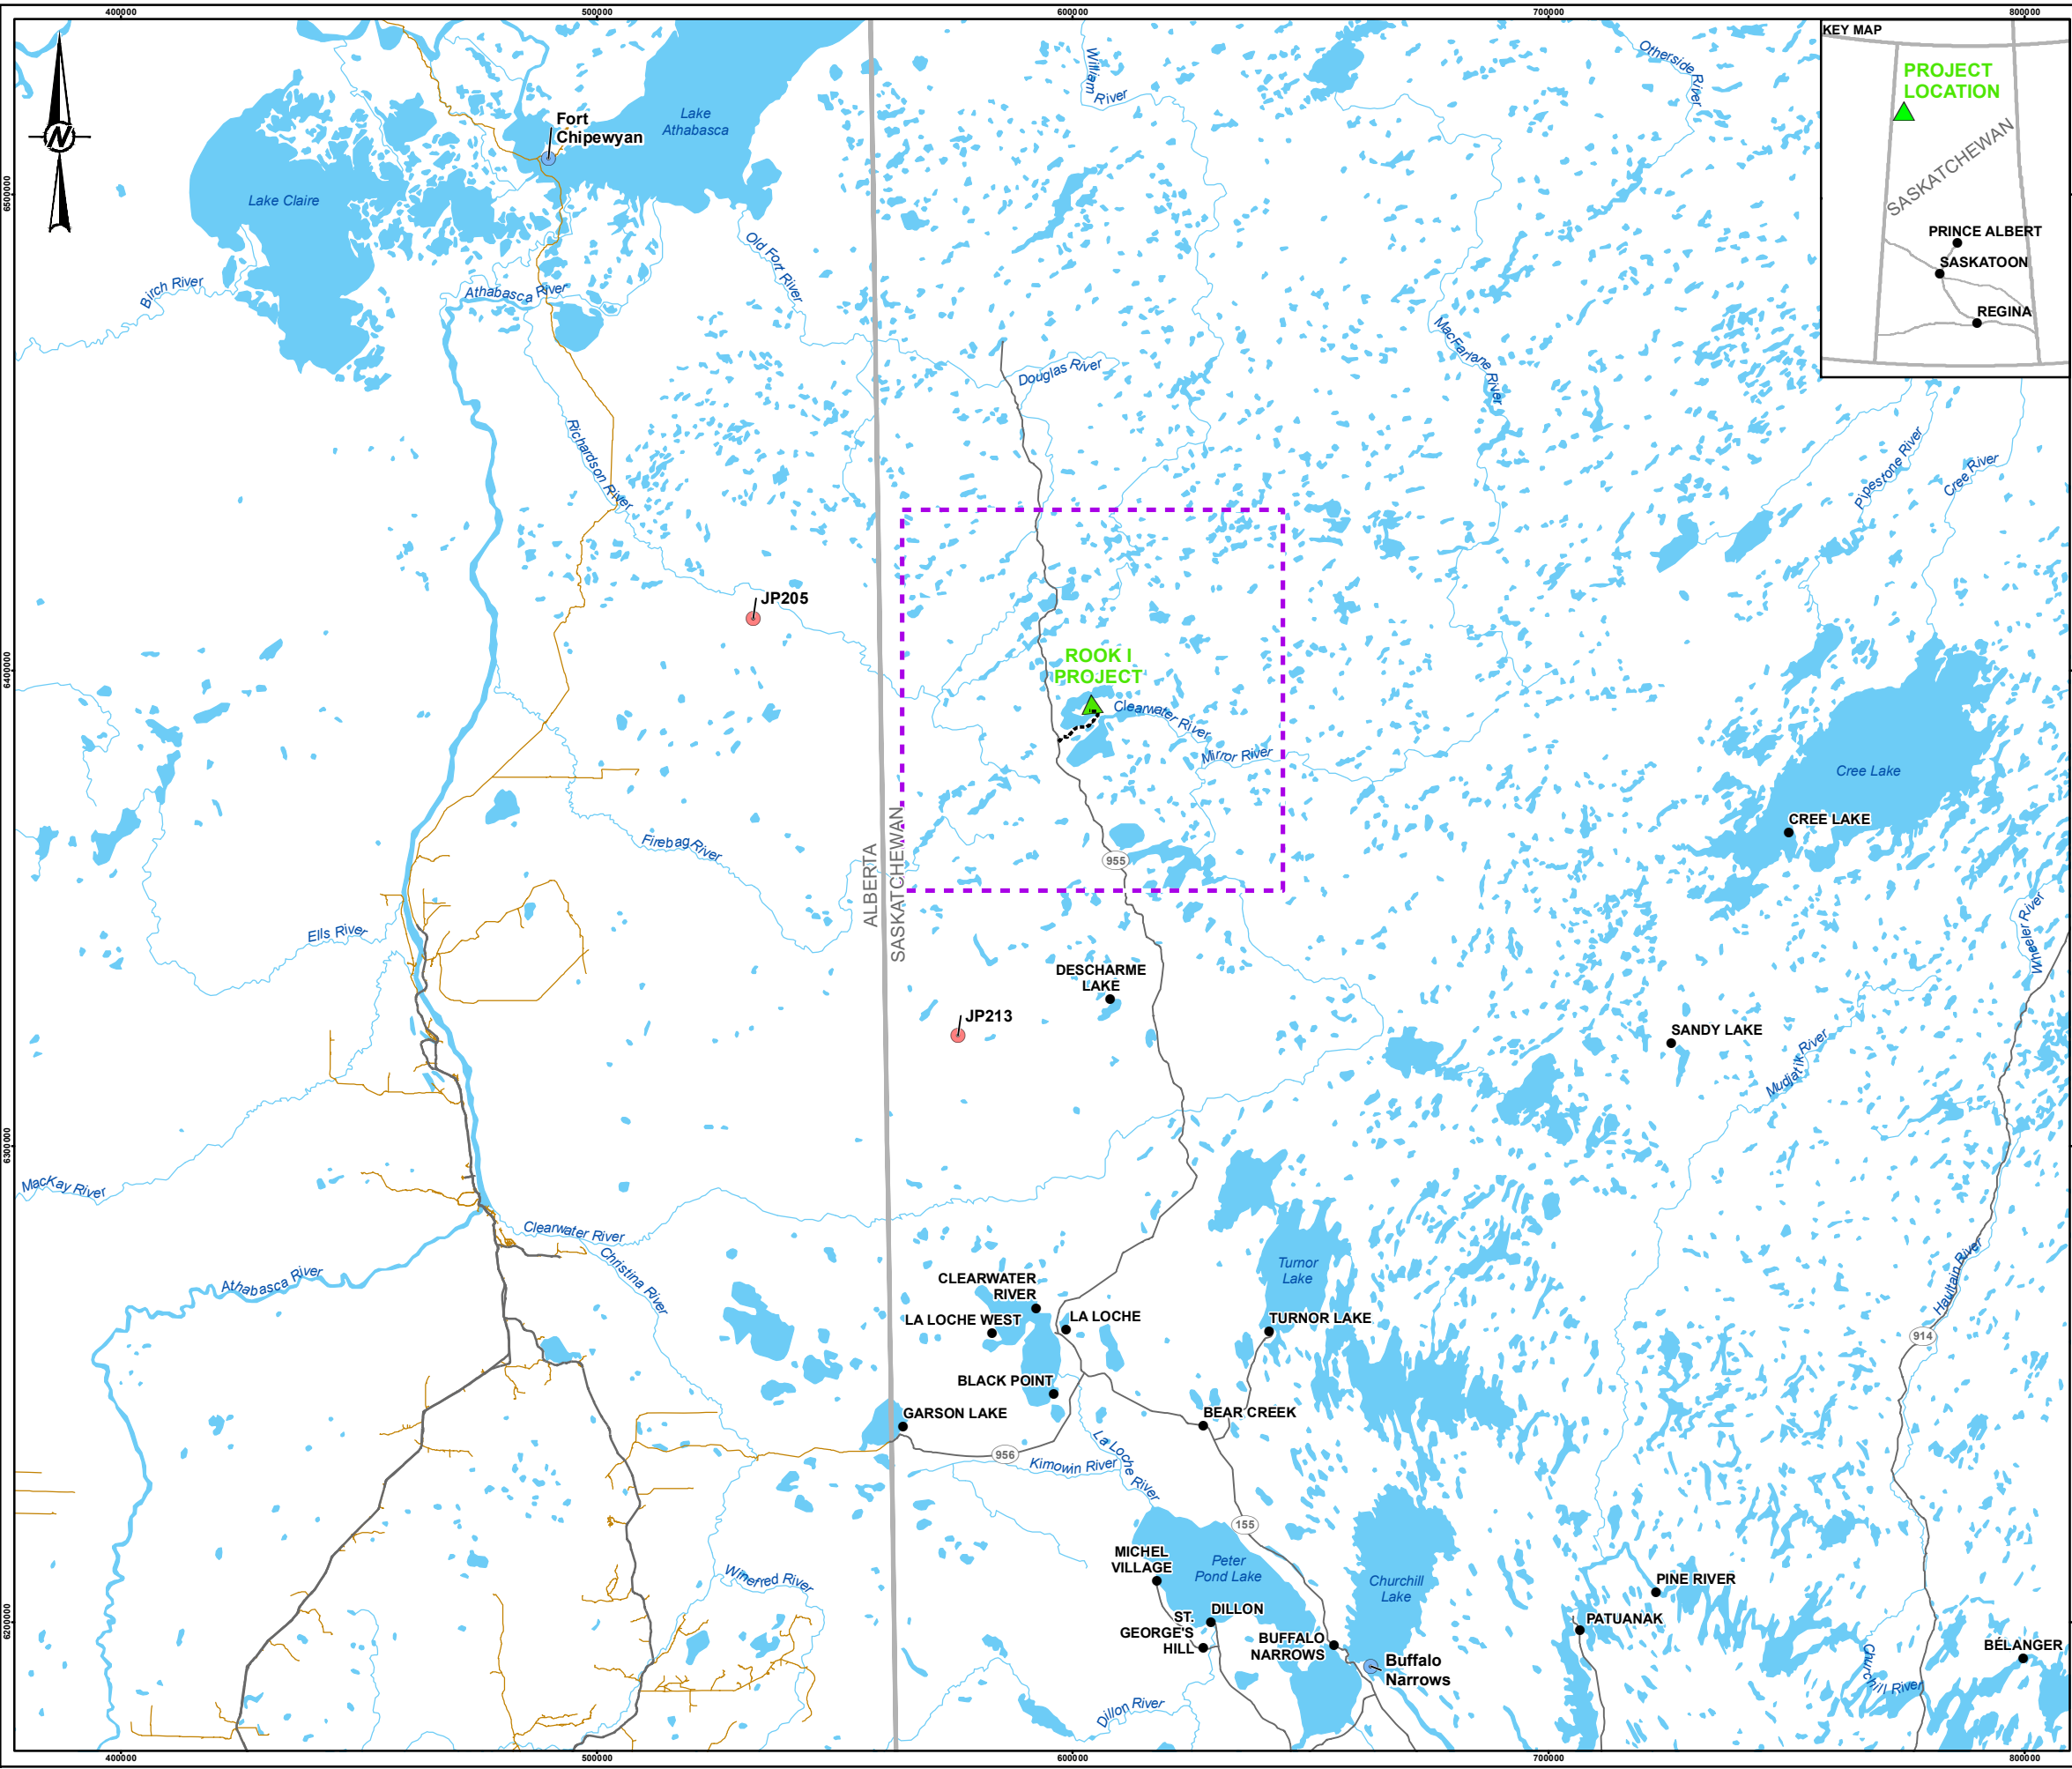 400000
500000
600000
700000
800000
KEY MAP
PROJECT
LOCATION
SASKATCHEWAN
PRINCE ALBERT
SASKATOON
REGINA
N
William
River
Otherside
River
Lake
Athabasca
Fort
Chipewyan
Lake Claire
6500000
Old Fort River
Birch River
Athabasca River
Douglas River
MacFarlane River
Richardson River
Pipestone River
Cree River
JP205
ROOK I
PROJECT
6400000
Clearwater River
Mirror River
Cree Lake
CREE LAKE
Firebag River
955
ALBERTA
SASKATCHEWAN
Ells River
Wheeler River
DESCHARME
LAKE
JP213
SANDY LAKE
Mudjatik River
6300000
MacKay River
Clearwater River
Christina River
Athabasca River
Turnor
Lake
Haultain River
CLEARWATER
RIVER
LA LOCHE WEST
LA LOCHE
TURNOR LAKE
914
BLACK POINT
GARSON LAKE
BEAR CREEK
956
La Loche River
Kimowin River
155
MICHEL
VILLAGE
Peter
Pond Lake
Winefred River
Churchill
Lake
PINE RIVER
DILLON
ST.
GEORGE'S
HILL
PATUANAK
6200000
BUFFALO
NARROWS
Buffalo
Narrows
BÉLANGER
Churchill River
Dillon River
400000
500000
600000
700000
800000